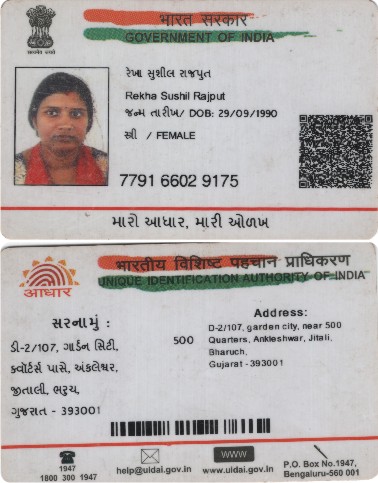 भारत सरकार
GOVERNMENT OF INDIA
રેખા સુશીલ રાજપુત
Rekha Sushil Rajput
જન્મ તારીખ/ DOB: 29/09/1990
સ્ત્રી / FEMALE
7791 6602 9175
મારો આધાર, મારી ઓળખ
भारतीय विशिष्ट पहचान प्राधिकरण
UNIQUE IDENTIFICATION AUTHORITY OF INDIA
आधार
સરનામું :
ડી-2/107, ગાર્ડન સિટી, 500
ક્વોર્ટર્સ પાસે, અંકલેશ્વર,
જીતાલી, ભરુચ,
ગુજરાત - 393001
Address:
D-2/107, garden city, near 500
Quarters, Ankleshwar, Jitali,
Bharuch,
Gujarat - 393001
1947
1800 300 1947
help@uidai.gov.in
WWW
www.uidai.gov.in
P.O. Box No.1947,
Bengaluru-560 001